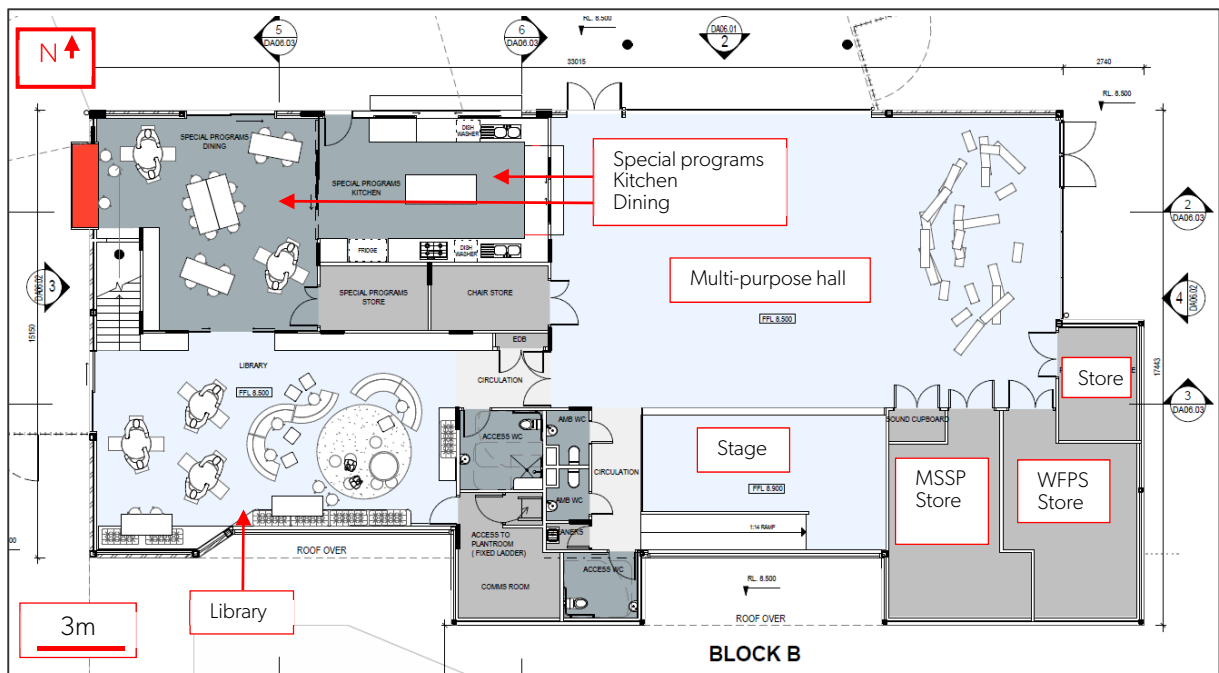 N
5
DA06.03
6
DA06.03
RL. 8.500
DA06.01
2
33015
2740
RL. 8.500
SPECIAL PROGRAMS
DINING
DISH
WASHER
SPECIAL PROGRAMS
KITCHEN
Special programs
Kitchen
Dining
2
DA06.03
FRIDGE
DISH
WASHER
3
DA06.02
Multi-purpose hall
4
DA06.02
SPECIAL PROGRAMS
STORE
CHAIR STORE
FFL 8.500
15150
EDB
LIBRARY
FFL 8.500
CIRCULATION
Store
17443
3
DA06.03
ACCESS WC
AMB WC
SOUND CUPBOARD
CIRCULATION
Stage
MSSP
Store
WFPS
Store
FFL 8.900
AMB WC
1:14 RAMP
ACCESS TO
PLANTROOM
( FIXED LADDER)
ROOF OVER
ACCESS WC
COMMS ROOM
RL. 8.500
Library
3m
ROOF OVER
BLOCK B